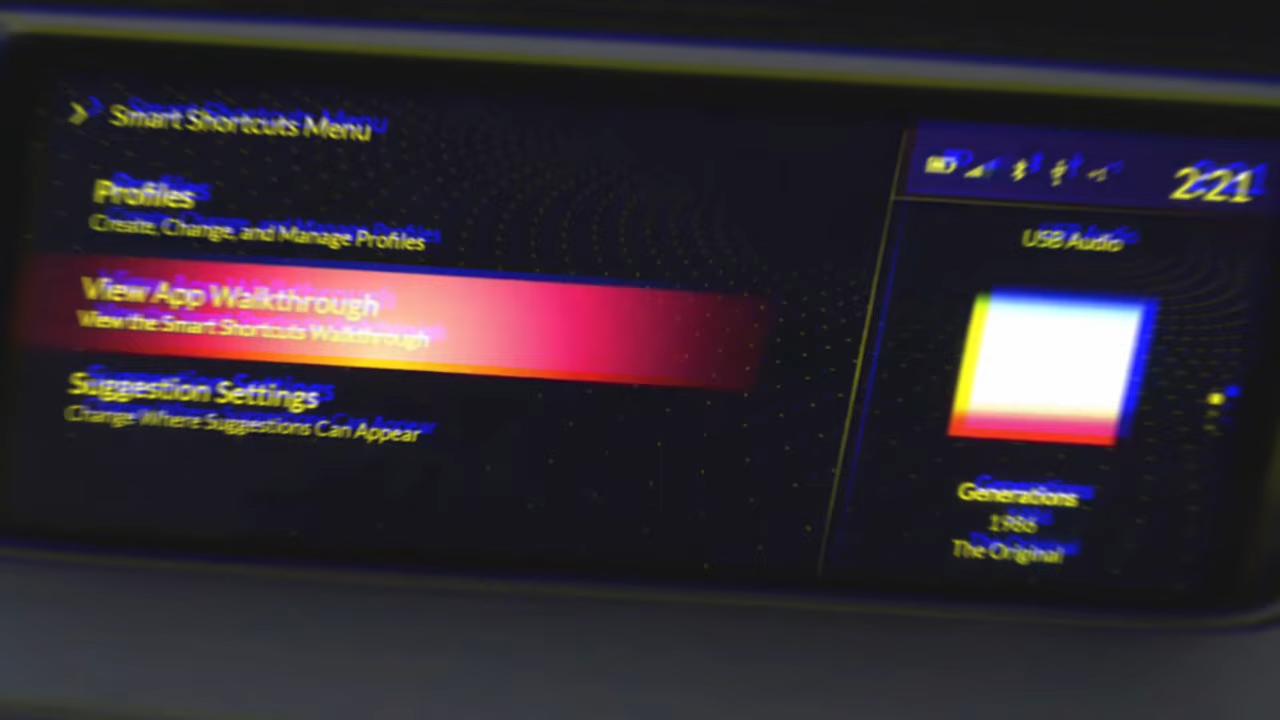 Smart Shortcuts Menu
Profiles
Create, Change, and Manage Profiles
View App Walkthrough
View the Smart Shortcuts Walkthrough
Suggestion Settings
Change Where Suggestions Can Appear
2:21
USB Audio
Generations
1986
The Original